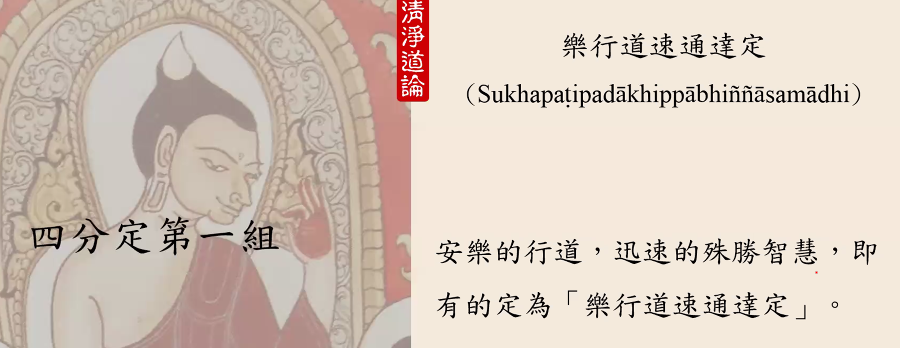 四分定第一組
清淨道論
樂行道速通達定
（Sukhapaṭipadākhippābhiññāsamādhi）
安樂的行道，迅速的殊勝智慧，即
有的定為「樂行道速通達定」。